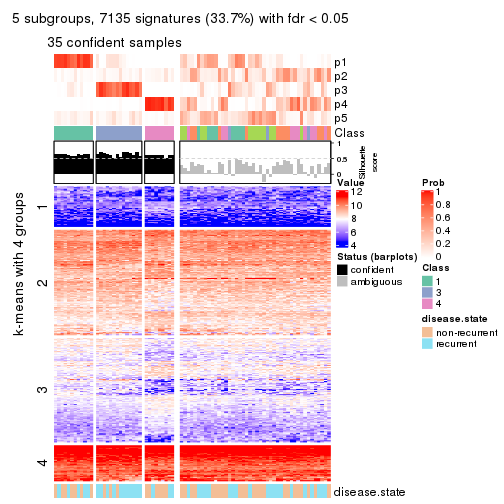 5 subgroups, 7135 signatures (33.7%) with fdr < 0.05
35 confident samples
p1
p2
p3
p4
p5
Class
1
0.5
0
Silhouette
score
k-means with 4 groups
1
2
3
4
disease.state
Value
12
10
8
6
4
Status (barplots)
confident
ambiguous
Prob
1
0.8
0.6
0.4
0.2
0
Class
1
3
4
disease.state
non-recurrent
recurrent